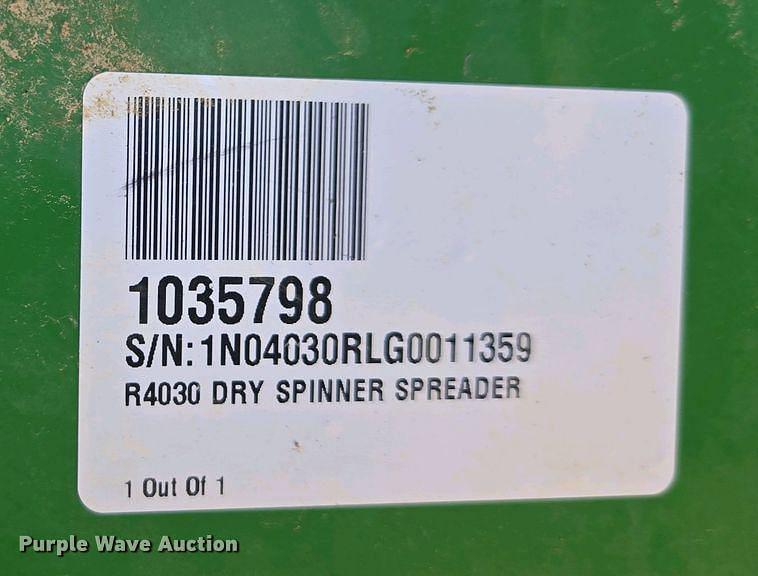 1035798
S/N:1N04030RLG0011359
R4030 DRY SPINNER SPREADER
1 Out Of 1
Purple Wave Auction